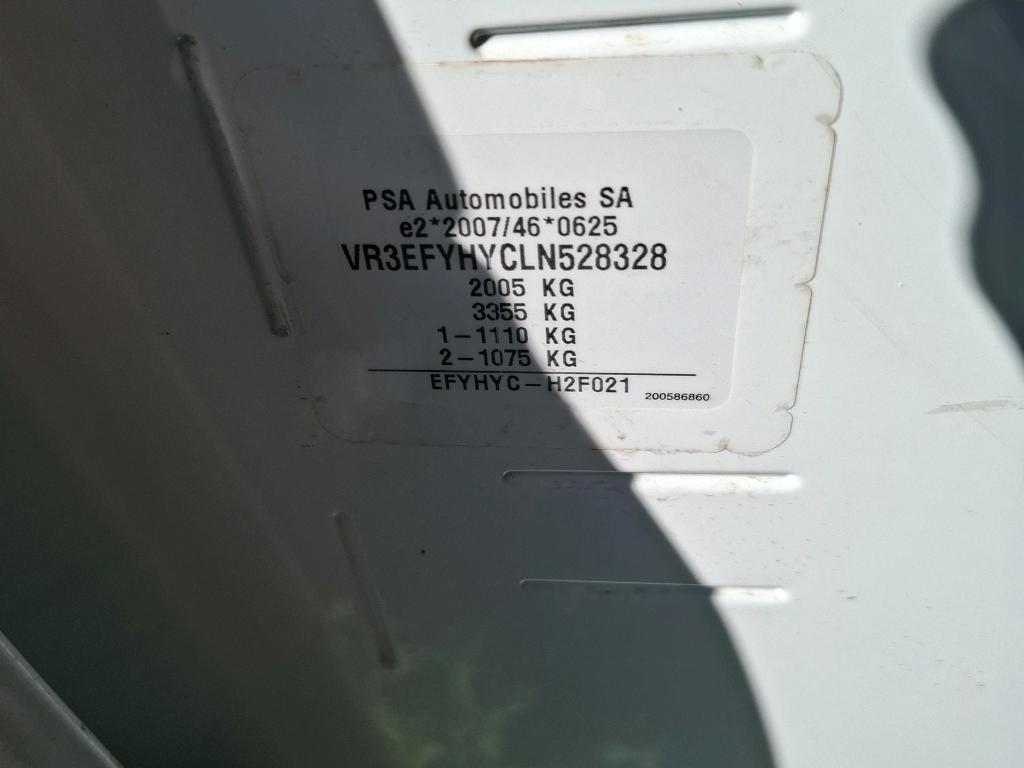 PSA Automobiles SA
e2*2007/46*0625
VR3EFYHYCLN528328
2005 KG
3355 KG
1-1110 KG
2-1075 KG
EFYHYC-H2F021
200586860